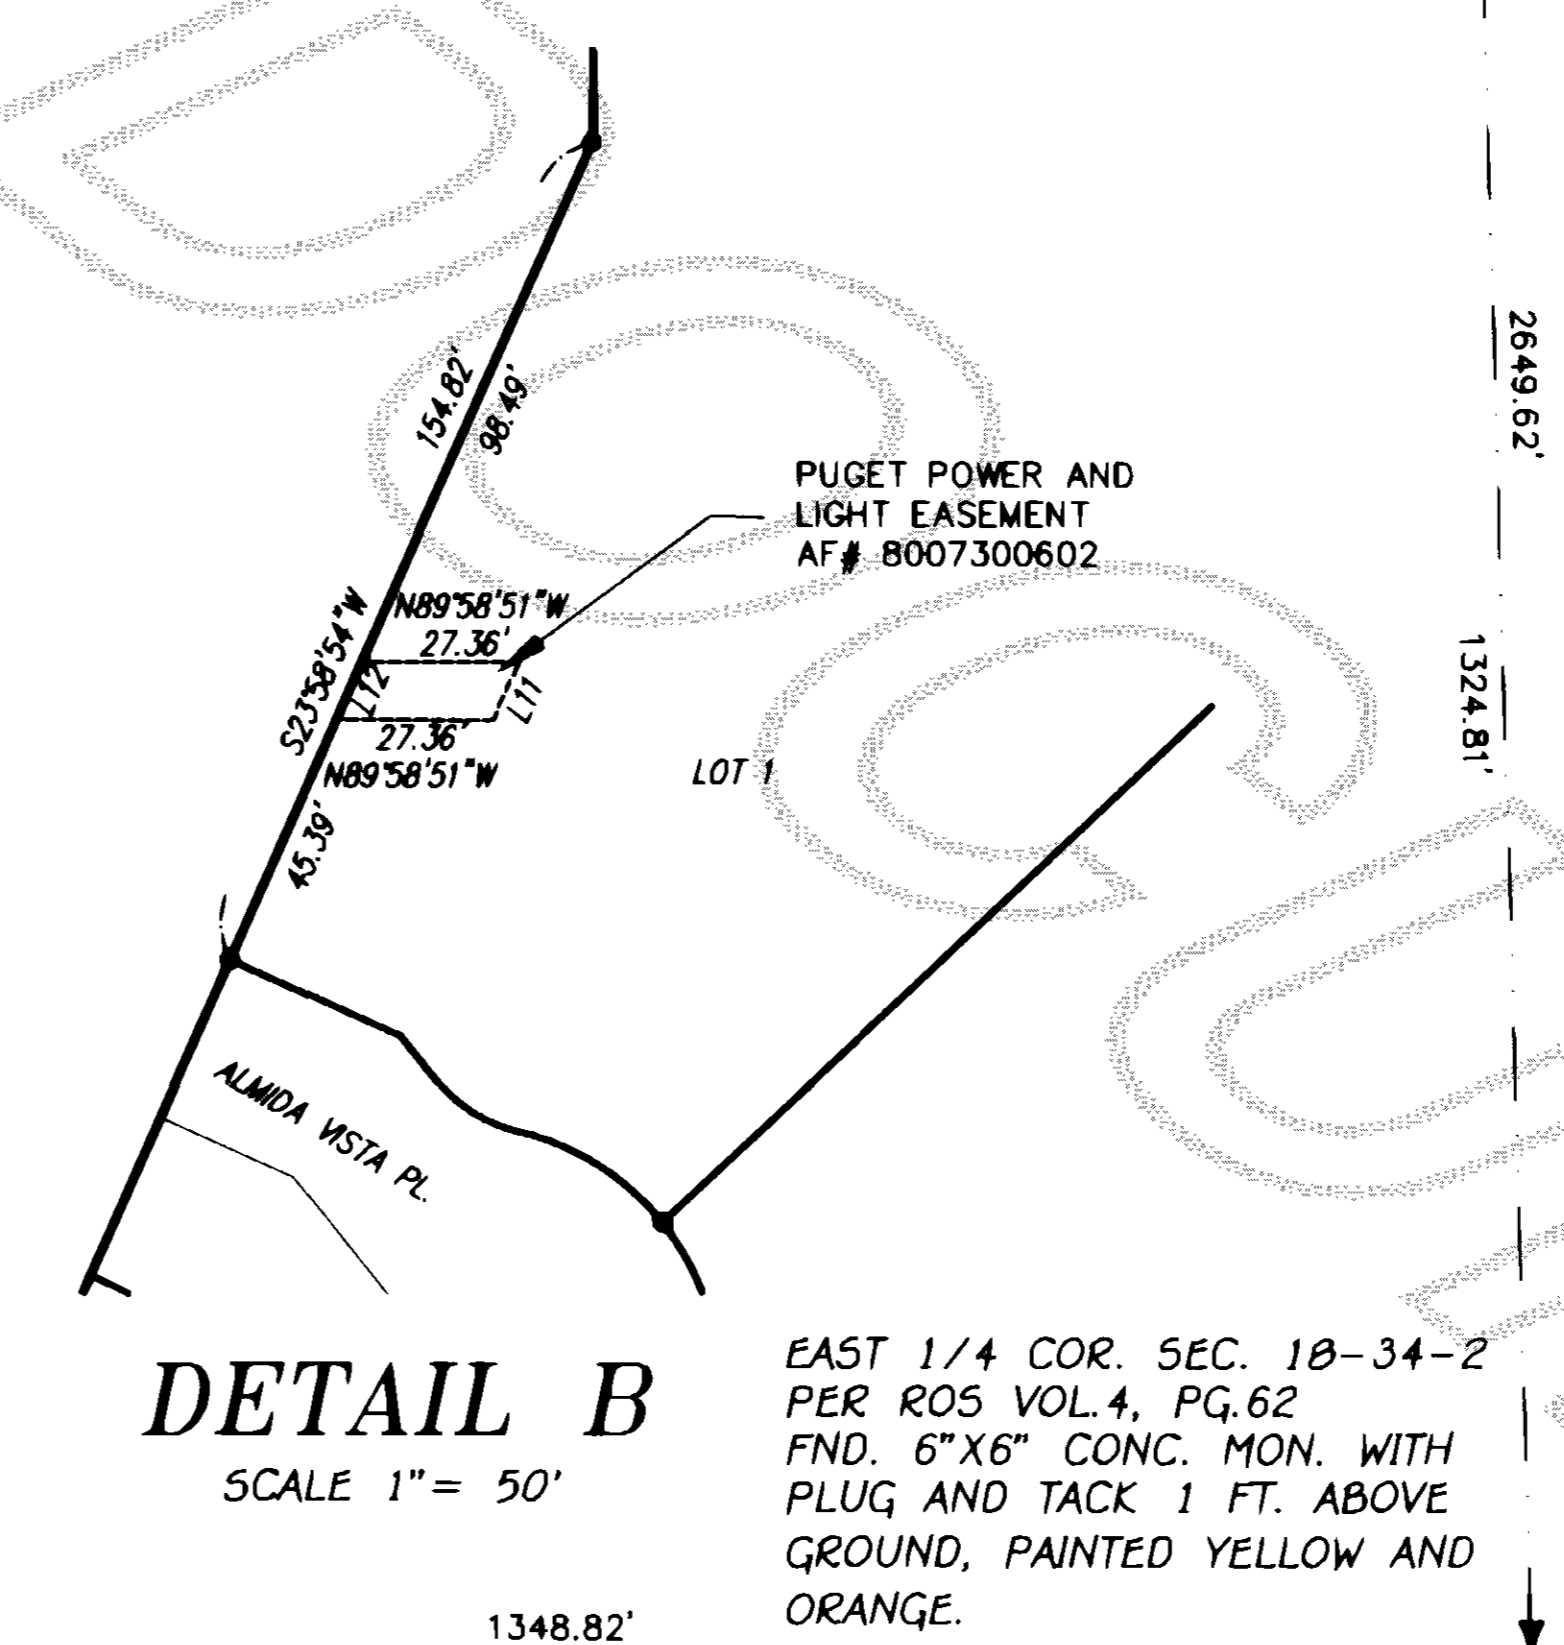 154.82'
98.49'
2649.62'
PUGET POWER AND
LIGHT EASEMENT
AF# 8007300602
N89°58'51"W
27.36'
S23°58'54"W
L12
L11
27.36'
N89°58'51"W
1324.81'
LOT 1
45.39'
ALMIDA VISTA PL.
DETAIL B
SCALE 1"= 50'
EAST 1/4 COR. SEC. 18-34-2
PER ROS VOL.4, PG.62
FND. 6"X6" CONC. MON. WITH
PLUG AND TACK 1 FT. ABOVE
GROUND, PAINTED YELLOW AND
ORANGE.
1348.82'